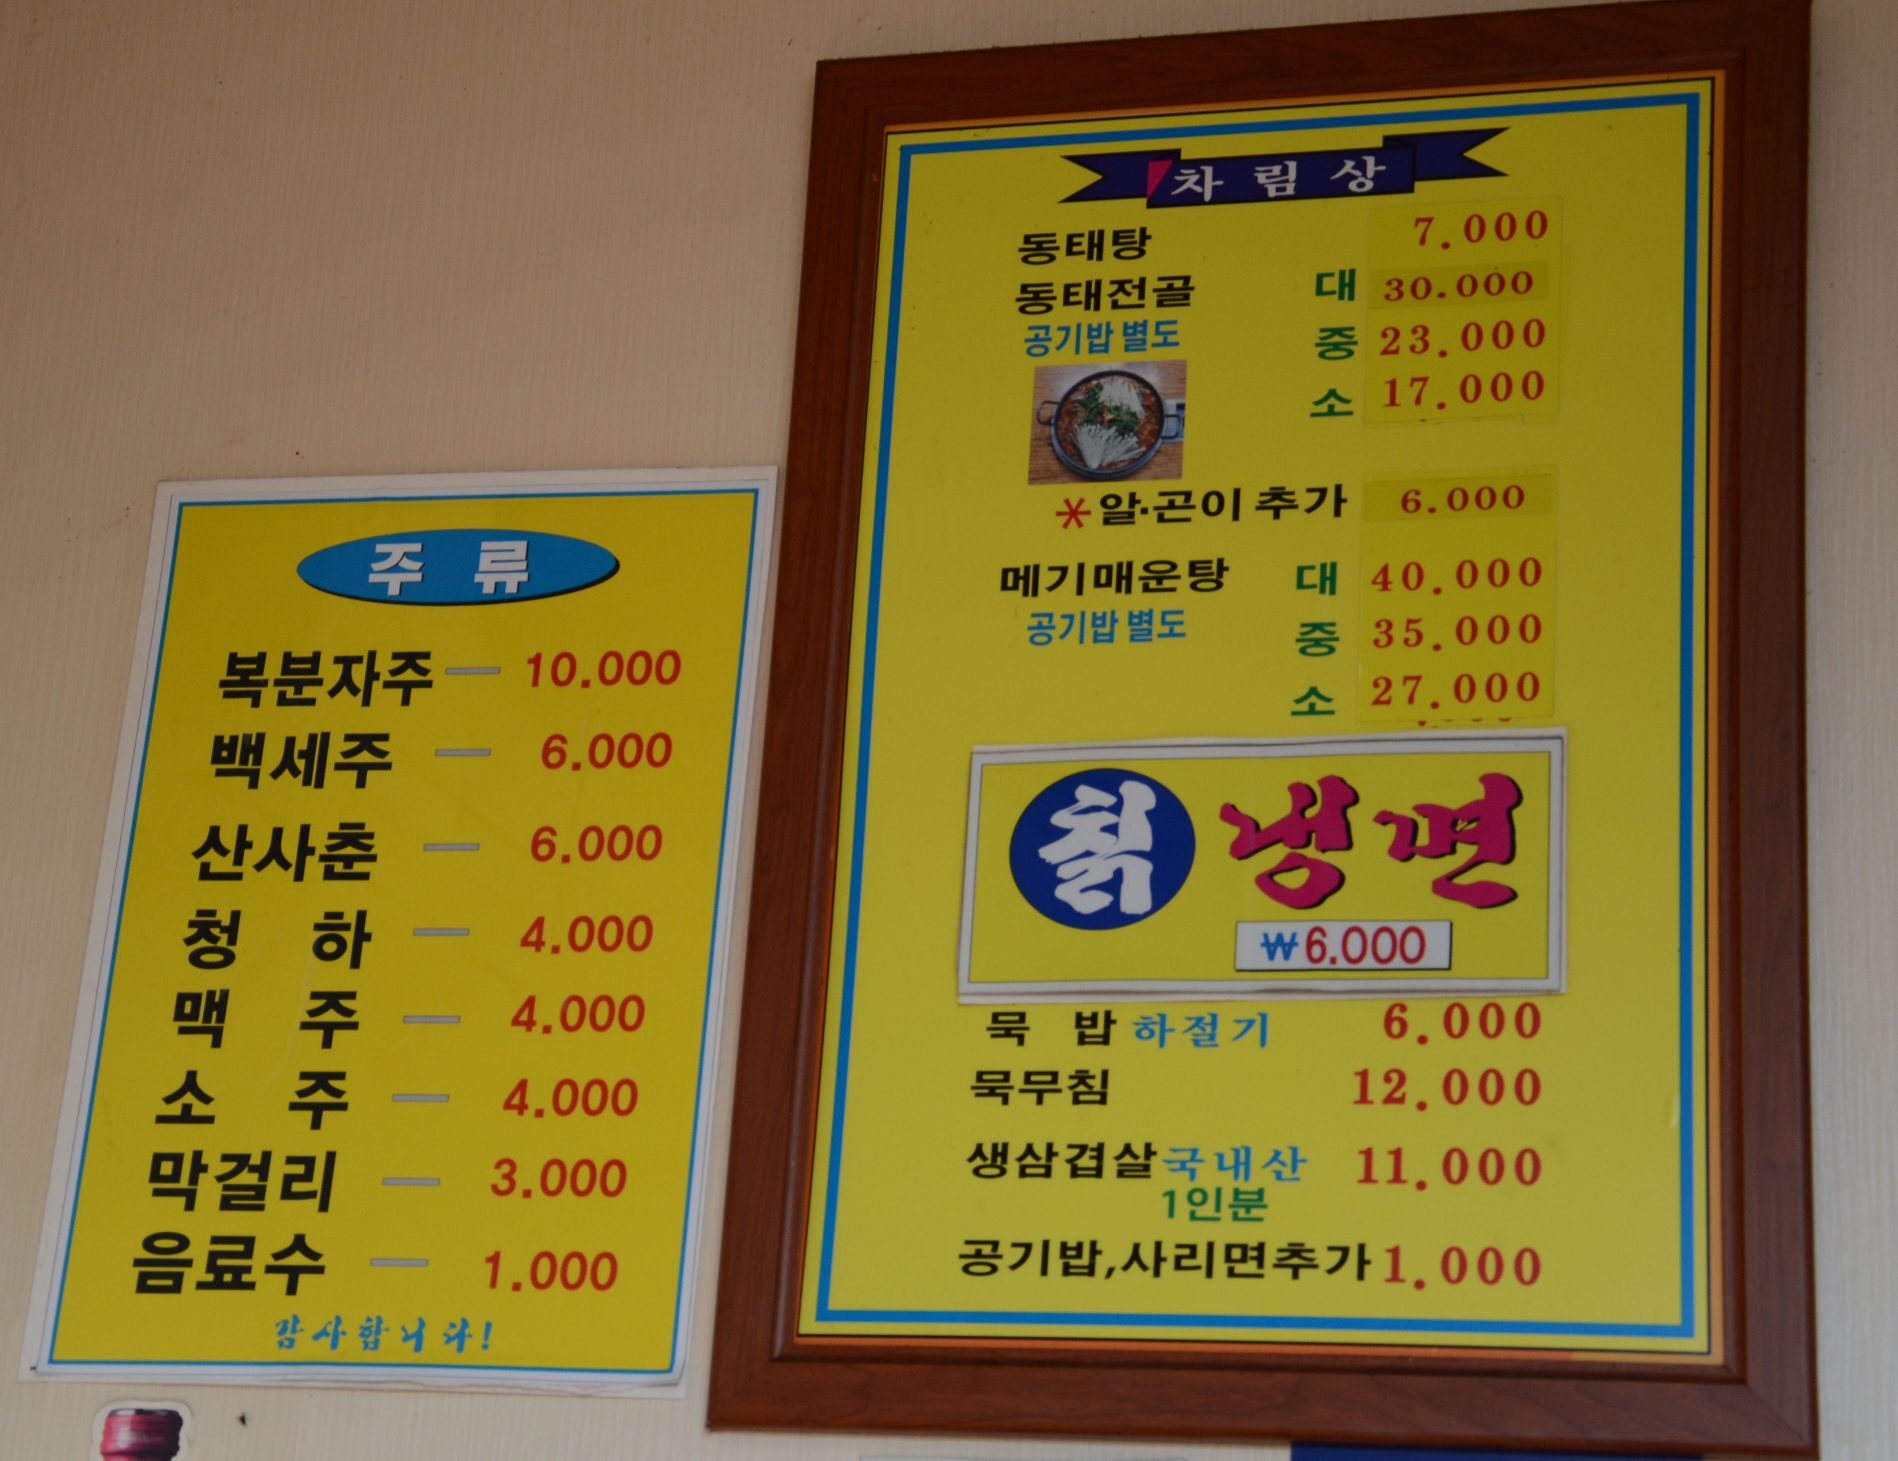 주 류
복분자주 10.000
백세주 6.000
산사춘 6.000
청 하 4.000
맥 주 4.000
소 주 4.000
막걸리 3.000
음료수 1.000
감사합니다!
차림상
동태탕 7.000
동태전골 대 30.000
공기밥 별도 중 23.000
소 17.000
*알·곤이 추가 6.000
메기매운탕 대 40.000
공기밥 별도 중 35.000
소 27.000
칡 냉면
₩6.000
묵 밥 하절기 6.000
묵무침 12.000
생삼겹살 국내산 11.000
1인분
공기밥,사리면추가 1.000